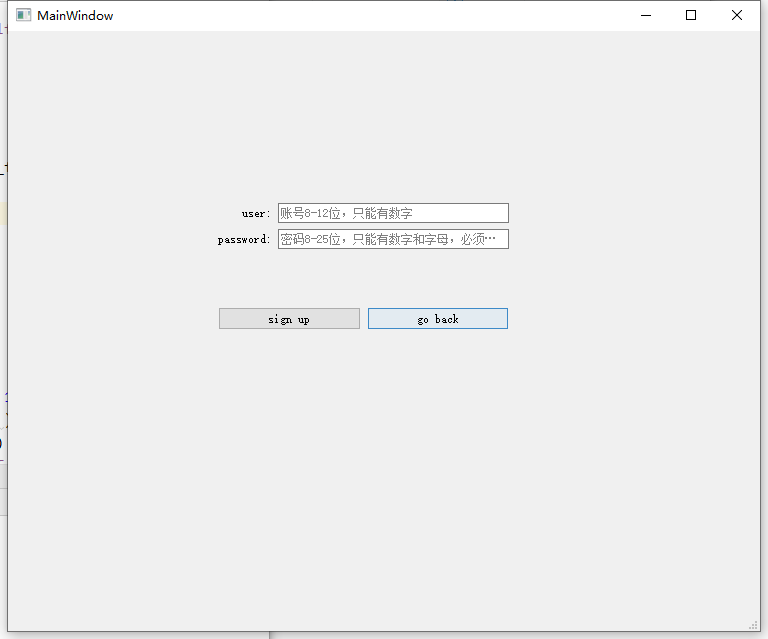 MainWindow
user:
账号8-12位，只能有数字
password:
密码8-25位，只能有数字和字母，必须…
sign up
go back